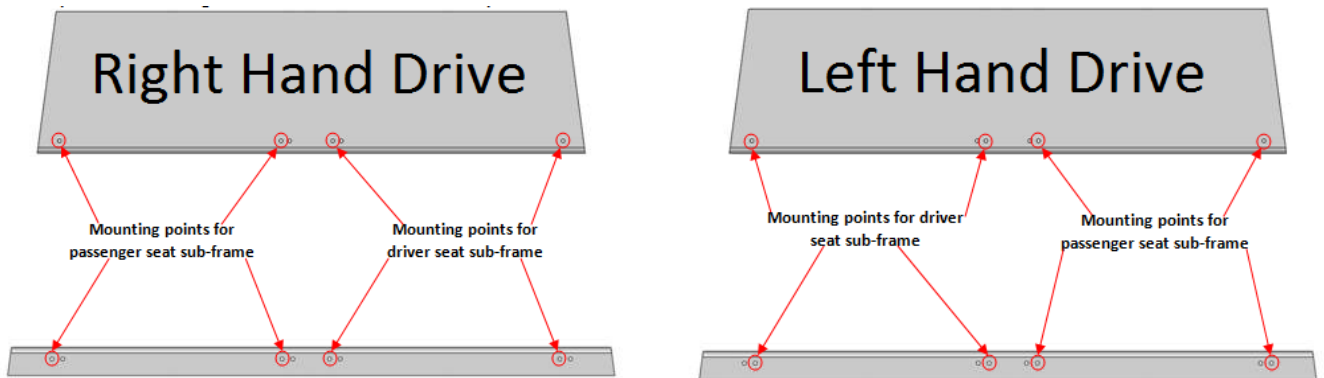 Right Hand Drive
Mounting points for
passenger seat sub-frame
Mounting points for
driver seat sub-frame
Left Hand Drive
Mounting points for driver
seat sub-frame
Mounting points for
passenger seat sub-frame